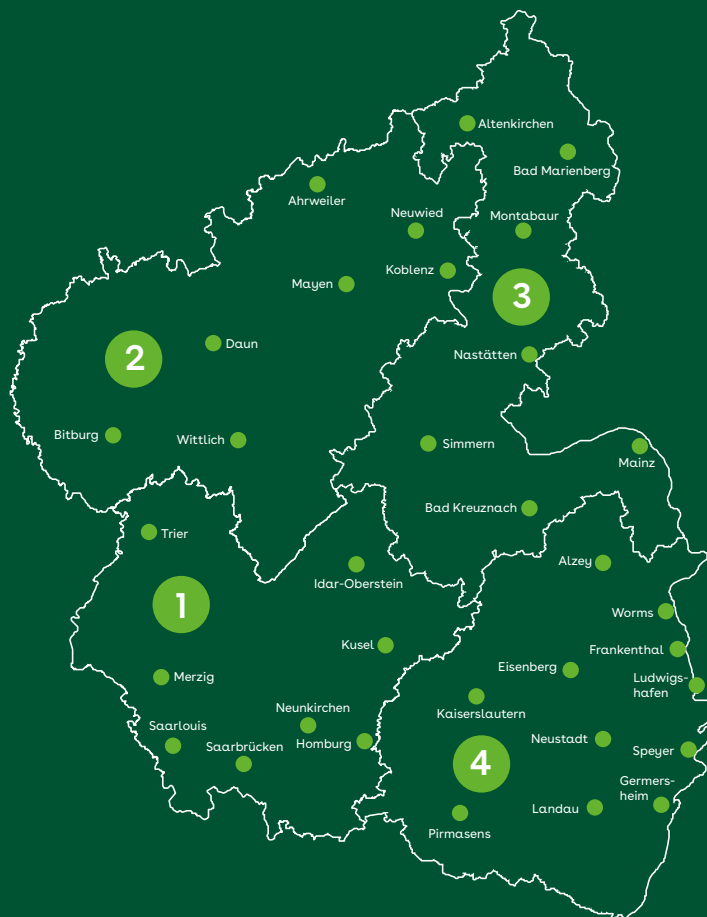 Altenkirchen
Bad Marienberg
Ahrweiler
Neuwied
Montabaur
Koblenz
Mayen
3
2
Daun
Nastätten
Bitburg
Wittlich
Simmern
Mainz
Bad Kreuznach
Trier
Alzey
Idar-Oberstein
1
Worms
Kusel
Frankenthal
Eisenberg
Merzig
Ludwigs-
hafen
Kaiserslautern
Neunkirchen
Saarlouis
Saarbrücken
Homburg
Neustadt
Speyer
4
Germers-
heim
Landau
Pirmasens